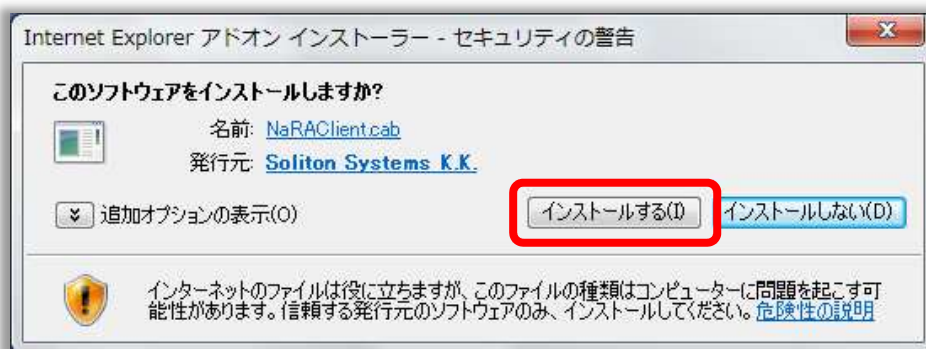 Internet Explorer アドオン インストーラー - セキュリティの警告
このソフトウェアをインストールしますか?
名前: NaRAClient.cab
発行元: Soliton Systems K.K.
追加オプションの表示(O) インストールする(I) インストールしない(D)
インターネットのファイルは役に立ちますが、このファイルの種類はコンピューターに問題を起こす可
能性があります。信頼する発行元のソフトウェアのみ、インストールしてください。危険性の説明